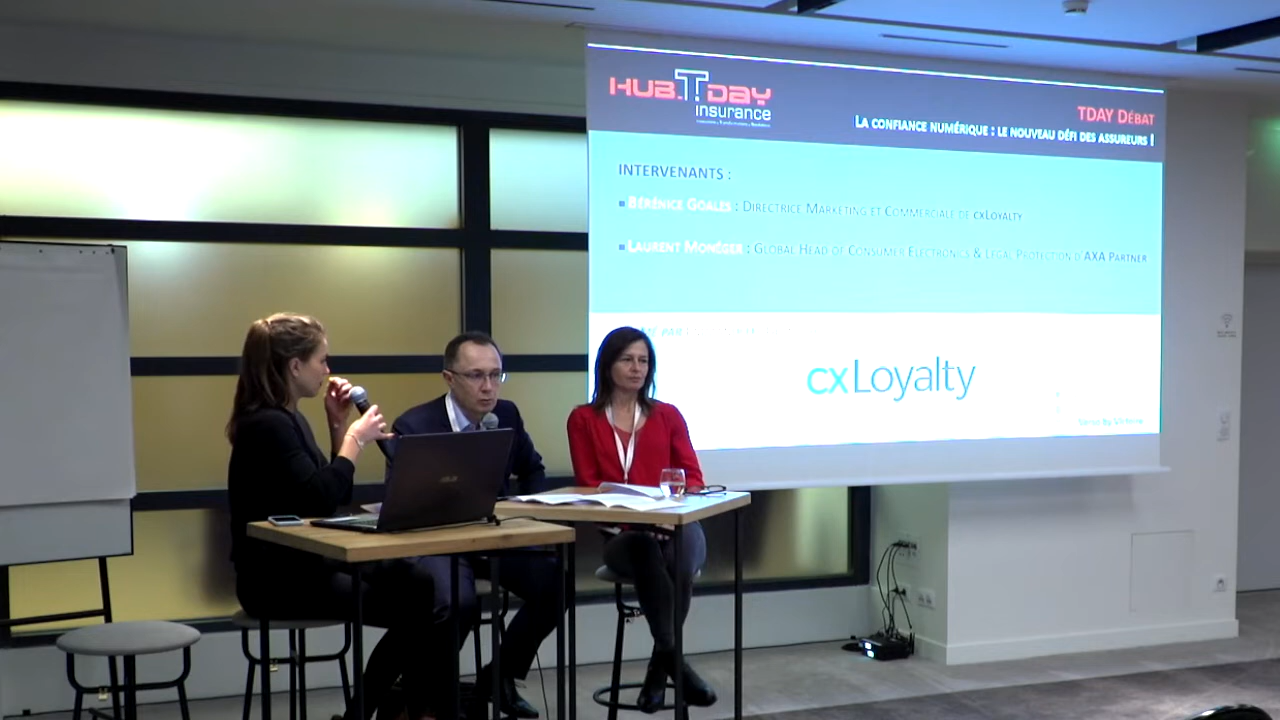 HUB TDAY
insurance
TDAY DÉBAT
LA CONFIANCE NUMÉRIQUE : LE NOUVEAU DÉFI DES ASSUREURS !
INTERVENANTS :
BÉRÉNICE GOALES : DIRECTRICE MARKETING ET COMMERCIALE DE CXLOYALTY
LAURENT MONÉGER : GLOBAL HEAD OF CONSUMER ELECTRONICS & LEGAL PROTECTION D'AXA PARTNER
cxLoyalty